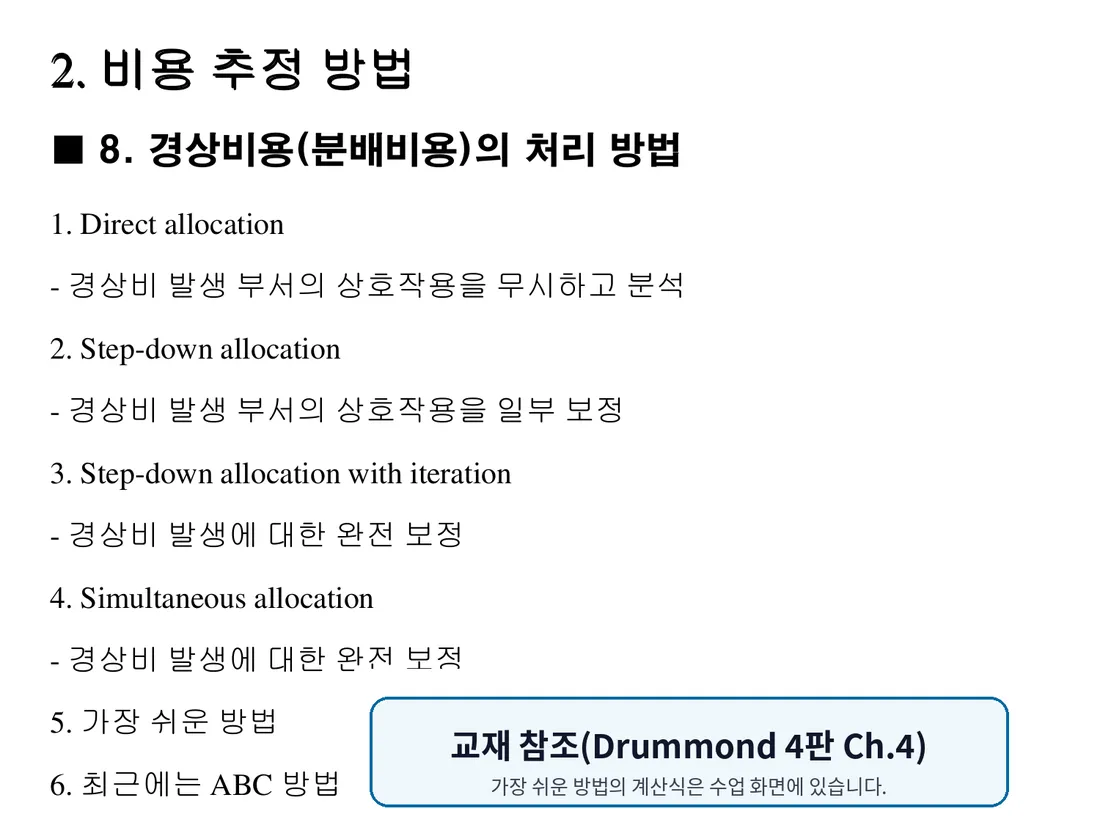 2. 비용 추정 방법
■ 8. 경상비용(분배비용)의 처리 방법
1. Direct allocation
- 경상비 발생 부서의 상호작용을 무시하고 분석
2. Step-down allocation
- 경상비 발생 부서의 상호작용을 일부 보정
3. Step-down allocation with iteration
- 경상비 발생에 대한 완전 보정
4. Simultaneous allocation
- 경상비 발생에 대한 완전 보정
5. 가장 쉬운 방법
6. 최근에는 ABC 방법
교재 참조(Drummond 4판 Ch.4)
가장 쉬운 방법의 계산식은 수업 화면에 있습니다.